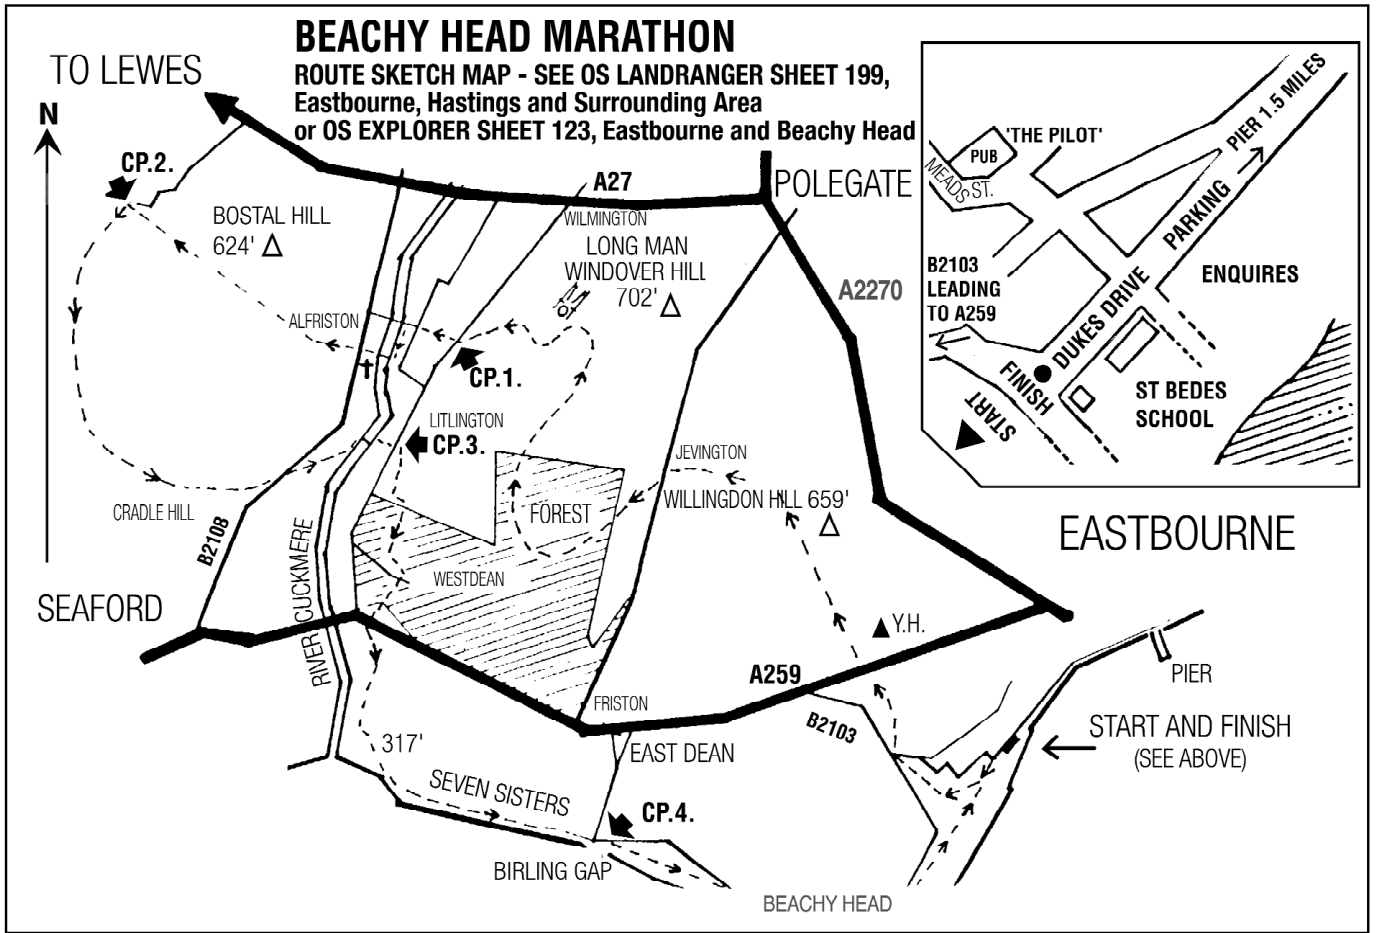 BEACHY HEAD MARATHON
ROUTE SKETCH MAP - SEE OS LANDRANGER SHEET 199,
Eastbourne, Hastings and Surrounding Area
or OS EXPLORER SHEET 123, Eastbourne and Beachy Head
TO LEWES
N
CP.2.
BOSTAL HILL
624'
A27
POLEGATE
WILMINGTON
LONG MAN
WINDOVER HILL
702'
A2270
ALFRISTON
CP.1.
LITLINGTON
CP.3.
JEVINGTON
WILLINGDON HILL 659'
FOREST
CRADLE HILL
B2108
RIVER CUCKMERE
WESTDEAN
SEAFORD
EASTBOURNE
Y.H.
A259
FRISTON
B2103
PIER
317'
EAST DEAN
START AND FINISH
(SEE ABOVE)
SEVEN SISTERS
CP.4.
BIRLING GAP
BEACHY HEAD
'THE PILOT'
PUB
MEADS ST.
PIER 1.5 MILES
PARKING
B2103
LEADING
TO A259
ENQUIRES
DUKES DRIVE
FINISH
START
ST BEDES
SCHOOL